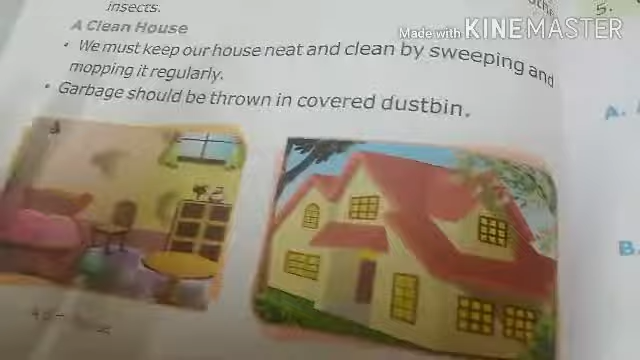 insects.
5.
Made with KINEMASTER
A Clean House
• We must keep our house neat and clean by sweeping and
mopping it regularly.
• Garbage should be thrown in covered dustbin.
A.
B.